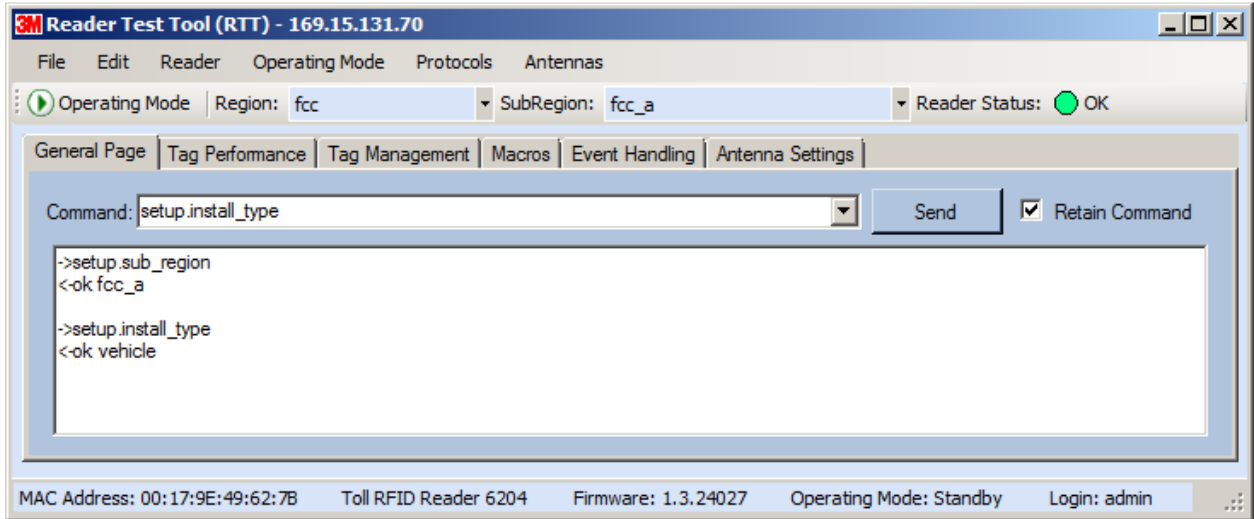 3M Reader Test Tool (RTT) - 169.15.131.70
File Edit Reader Operating Mode Protocols Antennas
Operating Mode Region: fcc SubRegion: fcc_a Reader Status: OK
General Page Tag Performance Tag Management Macros Event Handling Antenna Settings
Command: setup.install_type Send Retain Command
->setup.sub_region
<-ok fcc_a
->setup.install_type
<-ok vehicle
MAC Address: 00:17:9E:49:62:7B Toll RFID Reader 6204 Firmware: 1.3.24027 Operating Mode: Standby Login: admin